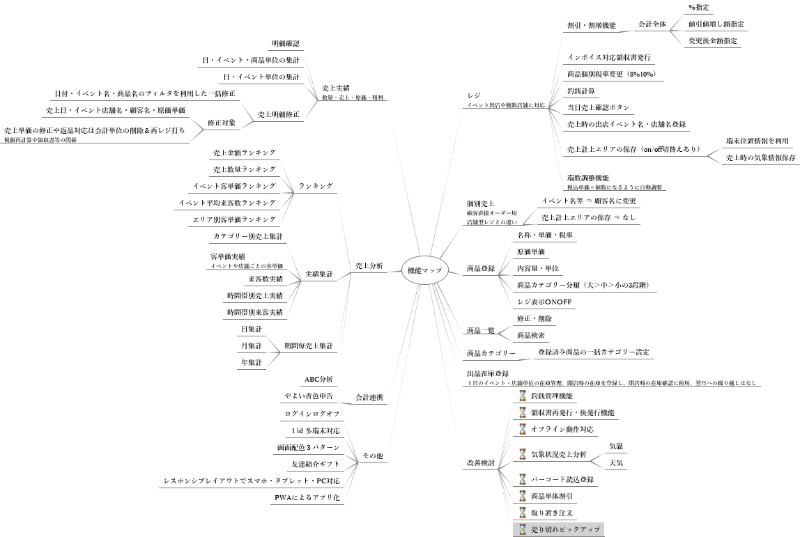 機能マップ
レジ
イベント出店や複数店舗に対応
割引・割増機能
会計全体
%指定
値引値増し額指定
変更後金額指定
インボイス対応領収書発行
商品個別税率変更（8%10%）
釣銭計算
当日売上確認ボタン
売上時の出店イベント名・店舗名登録
売上計上エリアの保存（on/off切替えあり）
端末位置情報を利用
売上時の気象情報保存
端数調整機能
税込単価×個数になるように自動調整
個別売上
顧客直接オーダー用
店舗型レジとの違い
イベント名等 ⇒ 顧客名に変更
売上計上エリアの保存 ⇒ なし
商品登録
名称・単価・税率
原価単価
内容量・単位
商品カテゴリー分類（大＞中＞小の3段階）
レジ表示ONOFF
商品一覧
修正・削除
商品検索
商品カテゴリー
登録済み商品の一括カテゴリー設定
出品在庫登録
1日のイベント・店舗単位の在庫管理。開店時の在庫を登録し、閉店時の在庫確認に使用。翌日への繰り越しはなし
改善検討
釣銭管理機能
領収書再発行・後発行機能
オフライン動作対応
気象状況売上分析
気温
天気
バーコード読込登録
商品単体割引
取り置き注文
売り切れピックアップ
売上実績
数量・売上・原価・粗利
明細確認
日・イベント・商品単位の集計
日・イベント単位の集計
売上明細修正
日付・イベント名・商品名のフィルタを利用した一括修正
修正対象
売上日・イベント店舗名・顧客名・原価単価
売上単価の修正や返品対応は会計単位の削除＆再レジ打ち
税額再計算や領収書等の関係
売上分析
ランキング
売上金額ランキング
売上数量ランキング
イベント客単価ランキング
イベント平均来客数ランキング
エリア別客単価ランキング
実績集計
カテゴリー別売上集計
客単価実績
イベントや店舗ごとの客単価
来客数実績
時間帯別売上実績
時間帯別来客実績
期間毎売上集計
日集計
月集計
年集計
会計連携
ABC分析
やよい青色申告
その他
ログインログオフ
1 id 多端末対応
画面配色 3 パターン
友達紹介ギフト
レスポンシブレイアウトでスマホ・タブレット・PC対応
PWAによるアプリ化